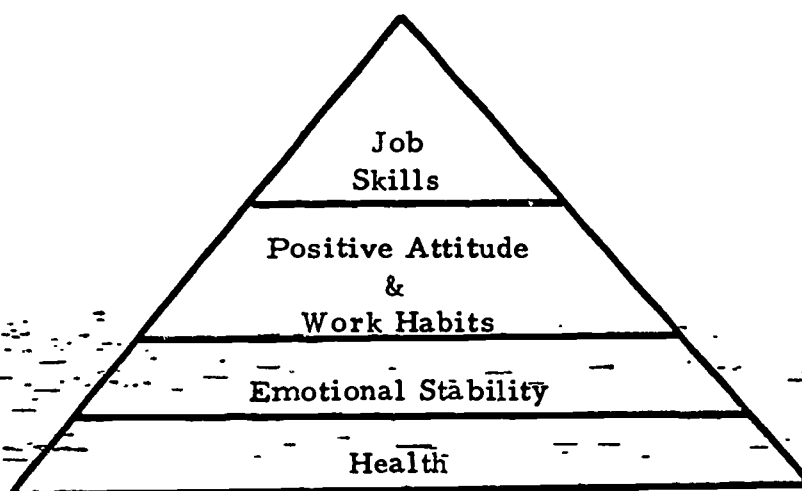 Job
Skills
Positive Attitude
&
Work Habits
Emotional Stability
Health